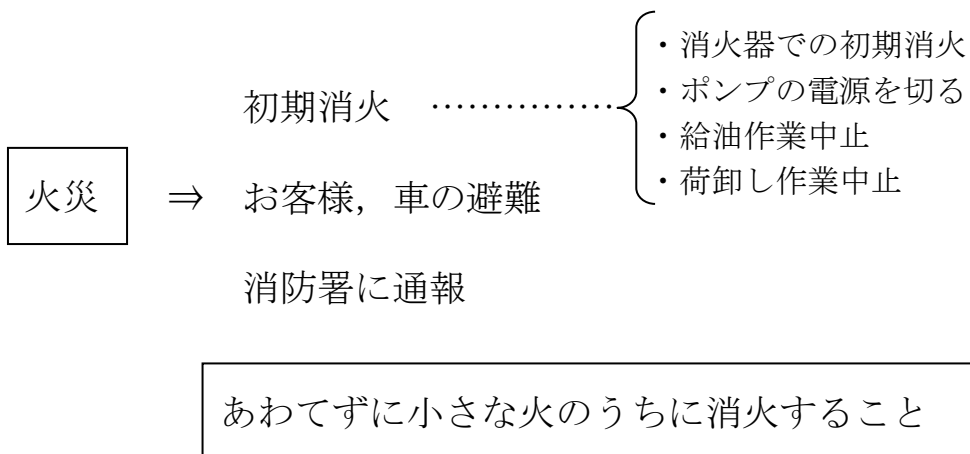 初期消火 ……………
・消火器での初期消火
・ポンプの電源を切る
・給油作業中止
・荷卸し作業中止
火災 ⇒ お客様，車の避難
消防署に通報
あわてずに小さな火のうちに消火すること